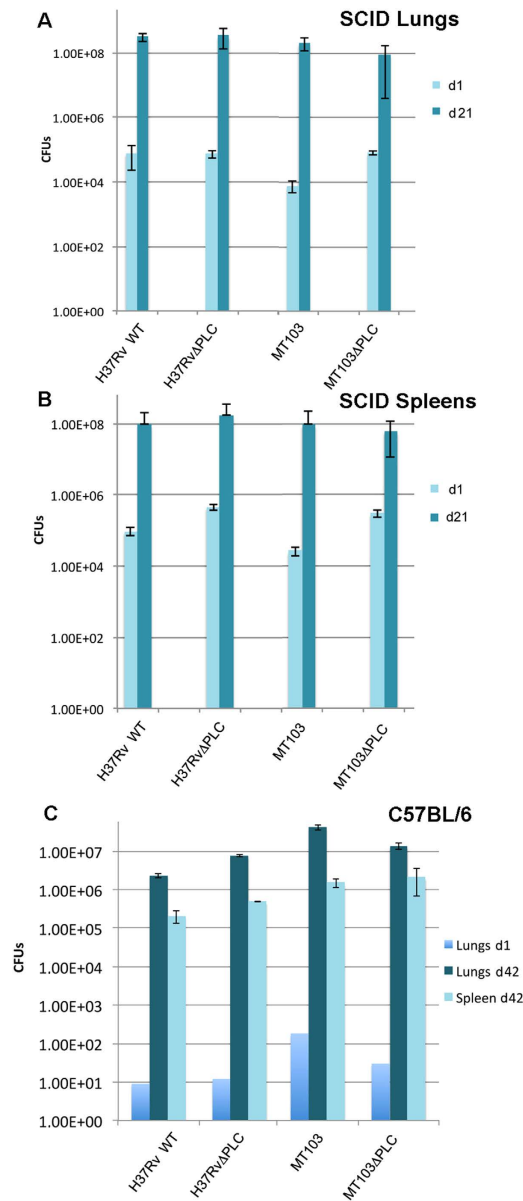 A
SCID Lungs
1.00E+08
1.00E+06
1.00E+04
1.00E+02
1.00E+00
CFUs
d1
d21
H37Rv WT
H37RvΔPLC
MT103
MT103ΔPLC
B
SCID Spleens
1.00E+08
1.00E+06
1.00E+04
1.00E+02
1.00E+00
CFUs
d1
d21
H37Rv WT
H37RvΔPLC
MT103
MT103ΔPLC
C
C57BL/6
1.00E+07
1.00E+06
1.00E+05
1.00E+04
1.00E+03
1.00E+02
1.00E+01
1.00E+00
CFUs
Lungs d1
Lungs d42
Spleen d42
H37Rv WT
H37RvΔPLC
MT103
MT103ΔPLC